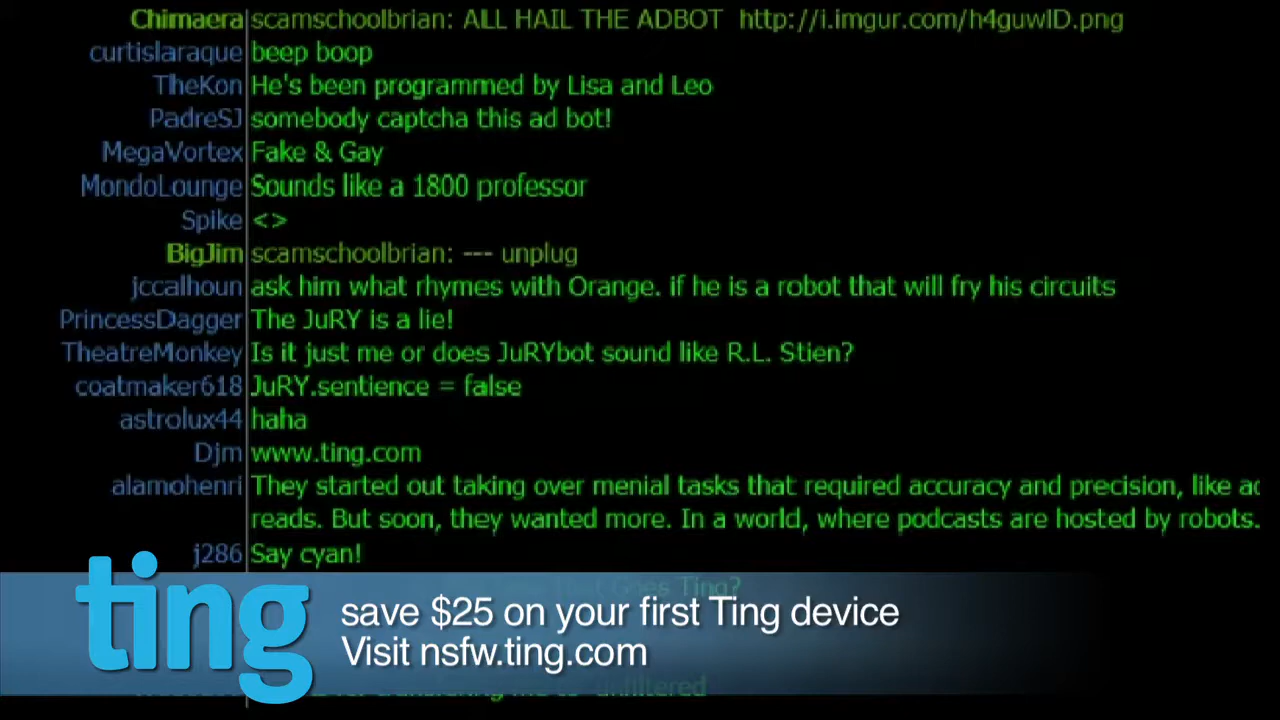 Chimaera scamschoolbrian: ALL HAIL THE ADBOT http://i.imgur.com/h4guwlD.png
curtislaraque beep boop
TheKon He's been programmed by Lisa and Leo
PadreSJ somebody captcha this ad bot!
MegaVortex Fake & Gay
MondoLounge Sounds like a 1800 professor
Spike <>
BigJim scamschoolbrian: --- unplug
jccalhoun ask him what rhymes with Orange. if he is a robot that will fry his circuits
PrincessDagger The JuRY is a lie!
TheatreMonkey Is it just me or does JuRYbot sound like R.L. Stien?
coatmaker618 JuRY.sentience = false
astrolux44 haha
Djm www.ting.com
alamohenri They started out taking over menial tasks that required accuracy and precision, like
reads. But soon, they wanted more. In a world, where podcasts are hosted by robots.
j286 Say cyan!
Goes Ting?
ting
save $25 on your first Ting device
Visit nsfw.ting.com
unfiltered